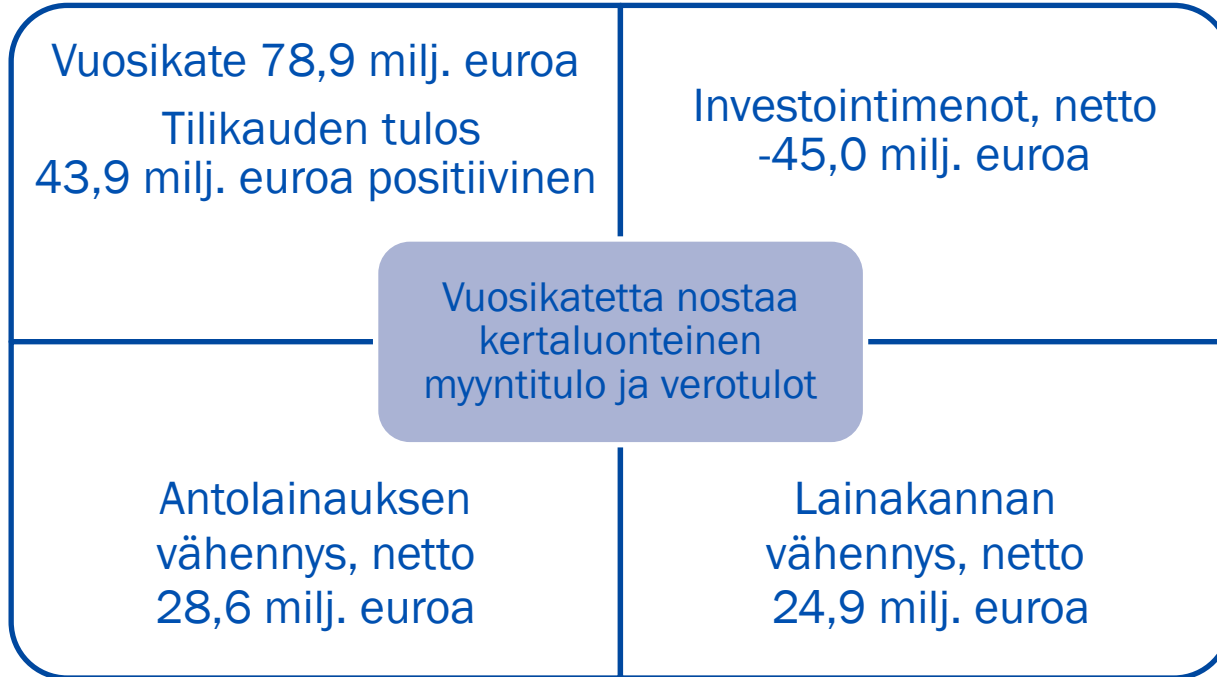 Vuosikate 78,9 milj. euroa
Tilikauden tulos
43,9 milj. euroa positiivinen
Investointimenot, netto
-45,0 milj. euroa
Vuosikatetta nostaa
kertaluonteinen
myyntitulo ja verotulot
Antolainauksen
vähennys, netto
28,6 milj. euroa
Lainakannan
vähennys, netto
24,9 milj. euroa